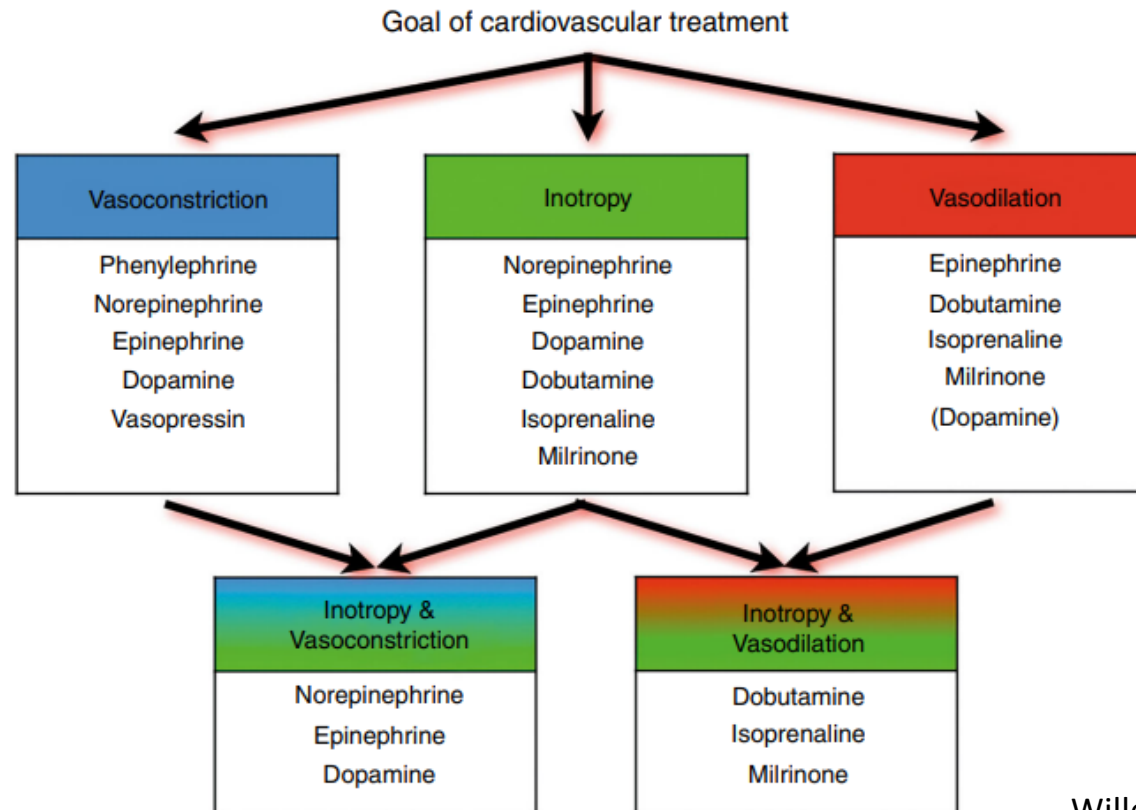 Goal of cardiovascular treatment
Vasoconstriction
Phenylephrine
Norepinephrine
Epinephrine
Dopamine
Vasopressin
Inotropy
Norepinephrine
Epinephrine
Dopamine
Dobutamine
Isoprenaline
Milrinone
Vasodilation
Epinephrine
Dobutamine
Isoprenaline
Milrinone
(Dopamine)
Inotropy &
Vasoconstriction
Norepinephrine
Epinephrine
Dopamine
Inotropy &
Vasodilation
Dobutamine
Isoprenaline
Milrinone